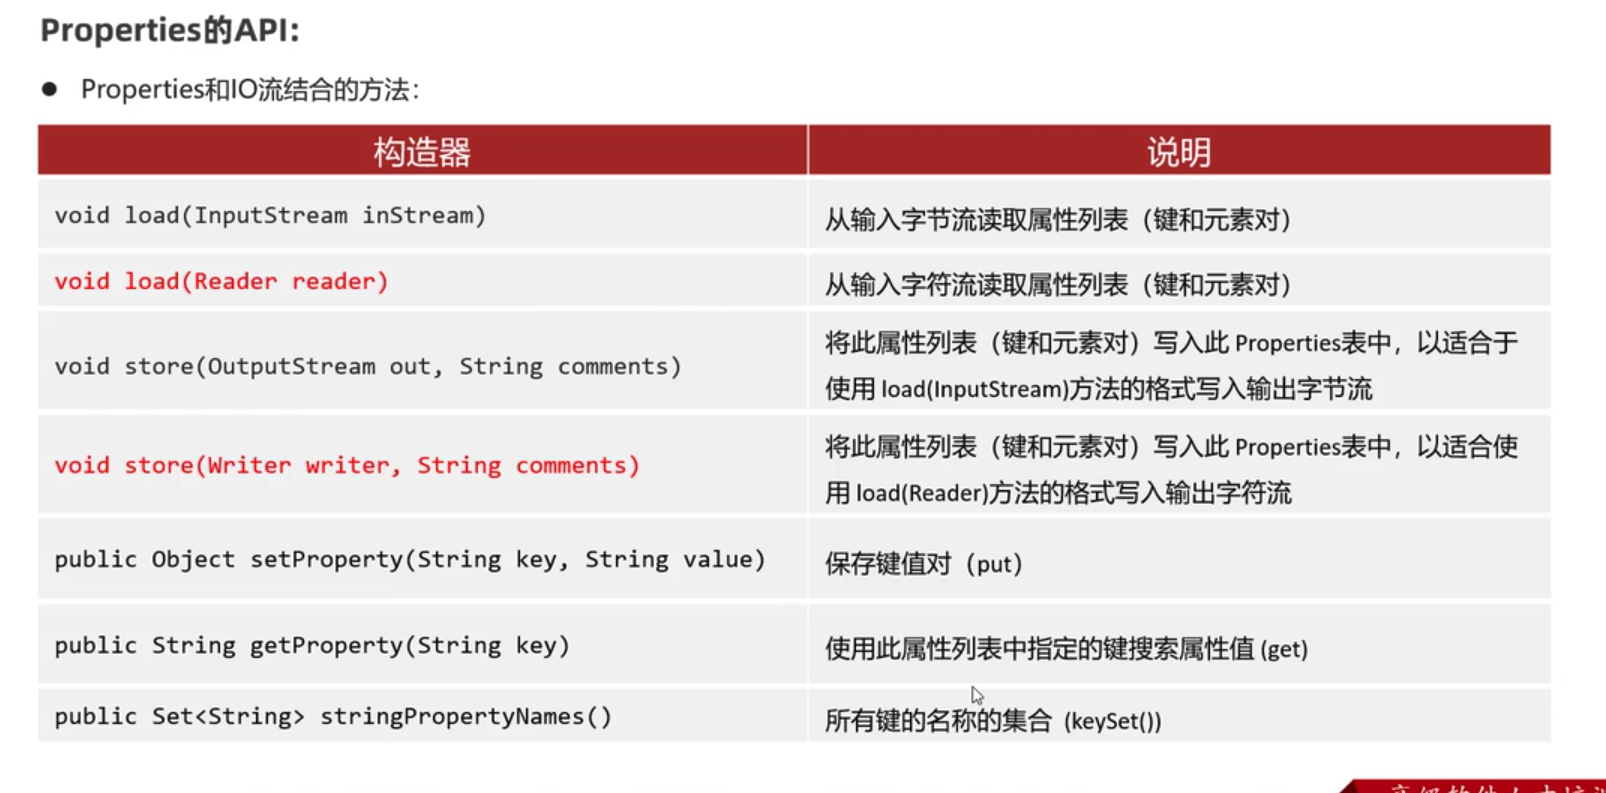 Properties的API:
● Properties和IO流结合的方法：
构造器
说明
void load(InputStream inStream)
从输入字节流读取属性列表（键和元素对）
void load(Reader reader)
从输入字符流读取属性列表（键和元素对）
void store(OutputStream out, String comments)
将此属性列表（键和元素对）写入此 Properties表中，以适合于
使用 load(InputStream)方法的格式写入输出字节流
void store(Writer writer, String comments)
将此属性列表（键和元素对）写入此 Properties表中，以适合使
用 load(Reader)方法的格式写入输出字符流
public Object setProperty(String key, String value)
保存键值对（put）
public String getProperty(String key)
使用此属性列表中指定的键搜索属性值 (get)
public Set<String> stringPropertyNames()
所有键的名称的集合 (keySet())